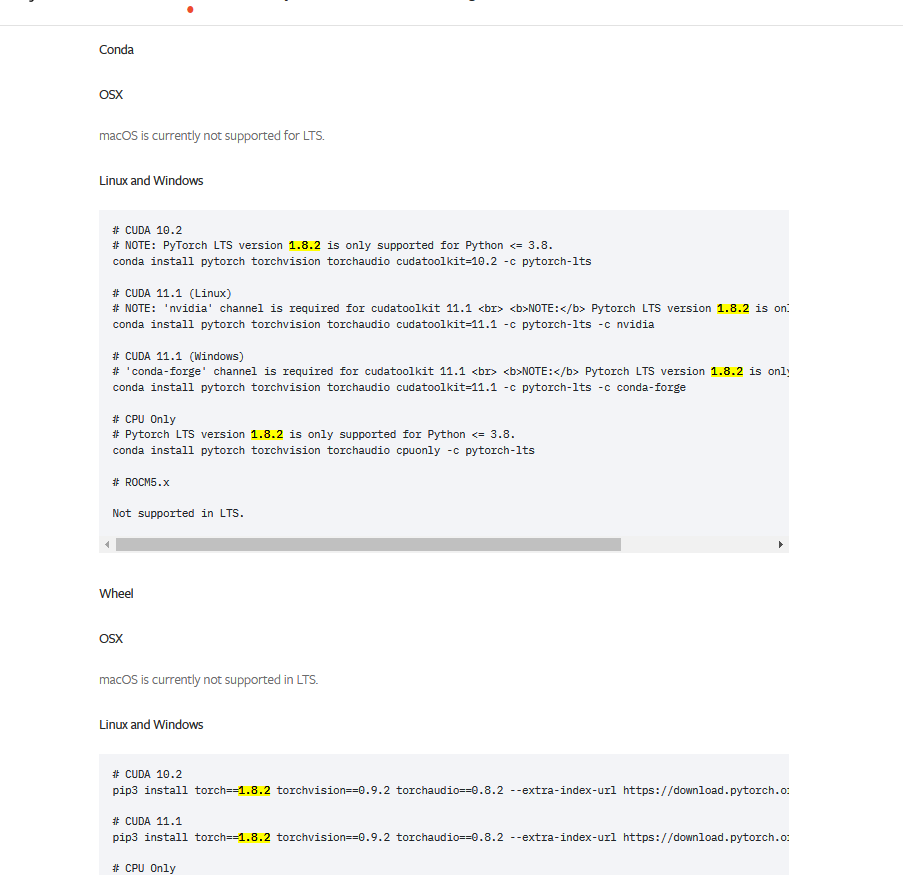 Conda
OSX
macOS is currently not supported for LTS.
Linux and Windows
# CUDA 10.2
# NOTE: PyTorch LTS version 1.8.2 is only supported for Python <= 3.8.
conda install pytorch torchvision torchaudio cudatoolkit=10.2 -c pytorch-lts
# CUDA 11.1 (Linux)
# NOTE: 'nvidia' channel is required for cudatoolkit 11.1 <br> <b>NOTE:</b> Pytorch LTS version 1.8.2 is
conda install pytorch torchvision torchaudio cudatoolkit=11.1 -c pytorch-lts -c nvidia
# CUDA 11.1 (Windows)
# 'conda-forge' channel is required for cudatoolkit 11.1 <br> <b>NOTE:</b> Pytorch LTS version 1.8.2 is only
conda install pytorch torchvision torchaudio cudatoolkit=11.1 -c pytorch-lts -c conda-forge
# CPU Only
# Pytorch LTS version 1.8.2 is only supported for Python <= 3.8.
conda install pytorch torchvision torchaudio cpuonly -c pytorch-lts
# ROCM5.x
Not supported in LTS.
Wheel
OSX
macOS is currently not supported in LTS.
Linux and Windows
# CUDA 10.2
pip3 install torch==1.8.2 torchvision==0.9.2 torchaudio==0.8.2 --extra-index-url https://download.pytorch.o
# CUDA 11.1
pip3 install torch==1.8.2 torchvision==0.9.2 torchaudio==0.8.2 --extra-index-url https://download.pytorch.o
# CPU Only